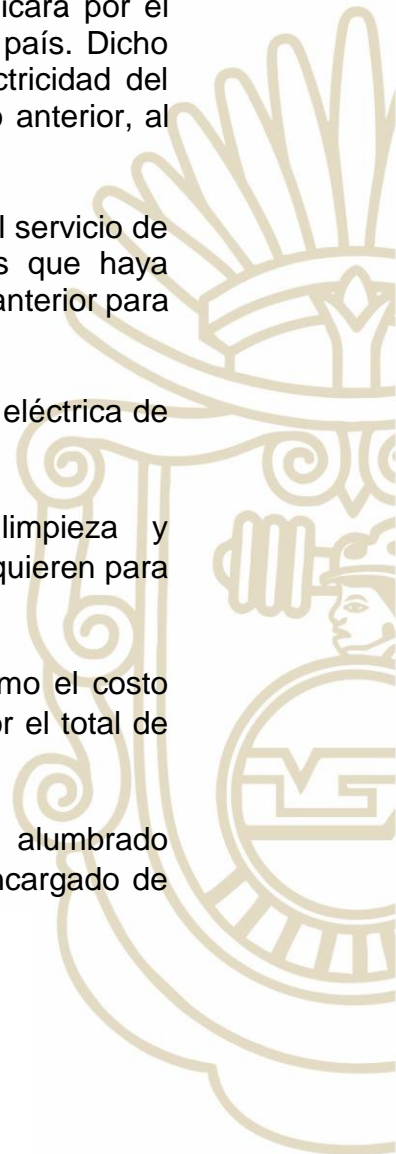 icará por el
país. Dicho
ctricidad del
o anterior, al
l servicio de
s que haya
anterior para
eléctrica de
limpieza y
quieren para
mo el costo
or el total de
alumbrado
ncargado de